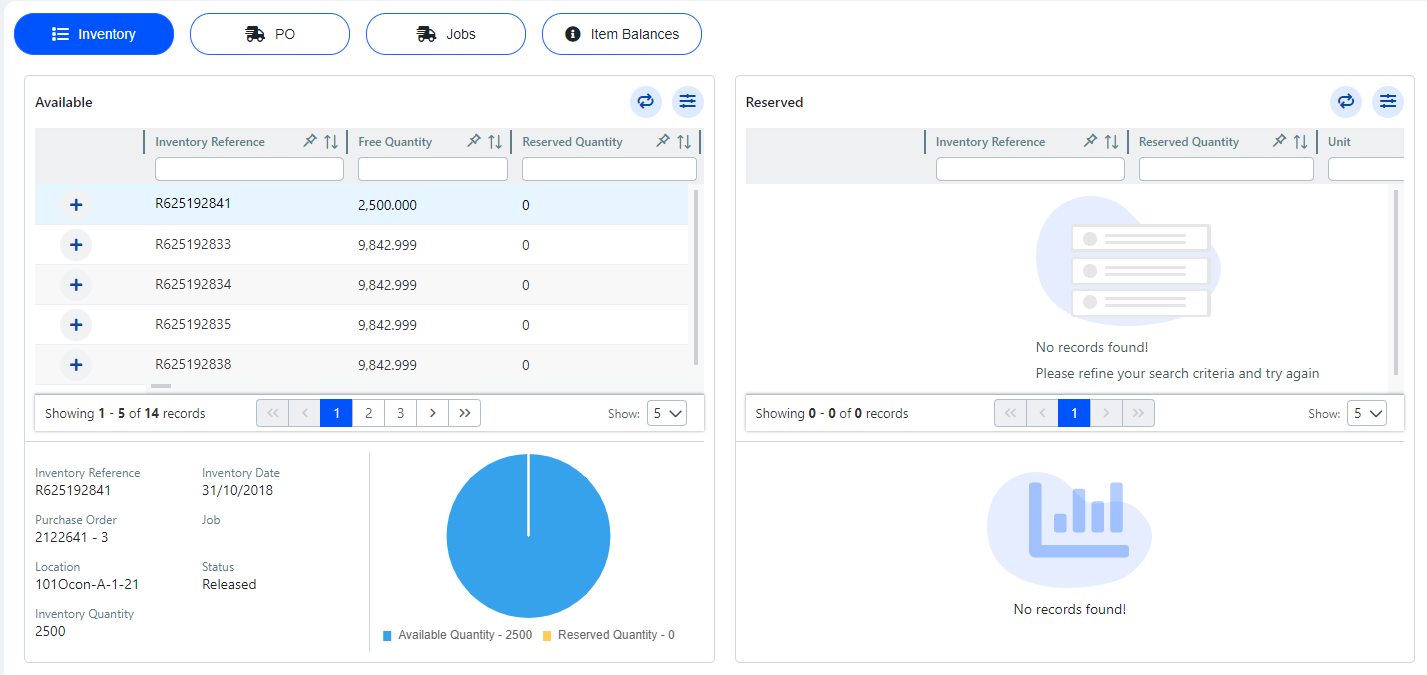 Inventory
PO
Jobs
Item Balances
Available
Inventory Reference
Free Quantity
Reserved Quantity
R625192841 2,500.000 0
R625192833 9,842.999 0
R625192834 9,842.999 0
R625192835 9,842.999 0
R625192838 9,842.999 0
Showing 1 - 5 of 14 records
1 2 3
Show: 5
Inventory Reference
R625192841
Inventory Date
31/10/2018
Purchase Order
2122641 - 3
Job
Location
101Ocon-A-1-21
Status
Released
Inventory Quantity
2500
Available Quantity - 2500
Reserved Quantity - 0
Reserved
Inventory Reference
Reserved Quantity
Unit
No records found!
Please refine your search criteria and try again
Showing 0 - 0 of 0 records
1
Show: 5
No records found!